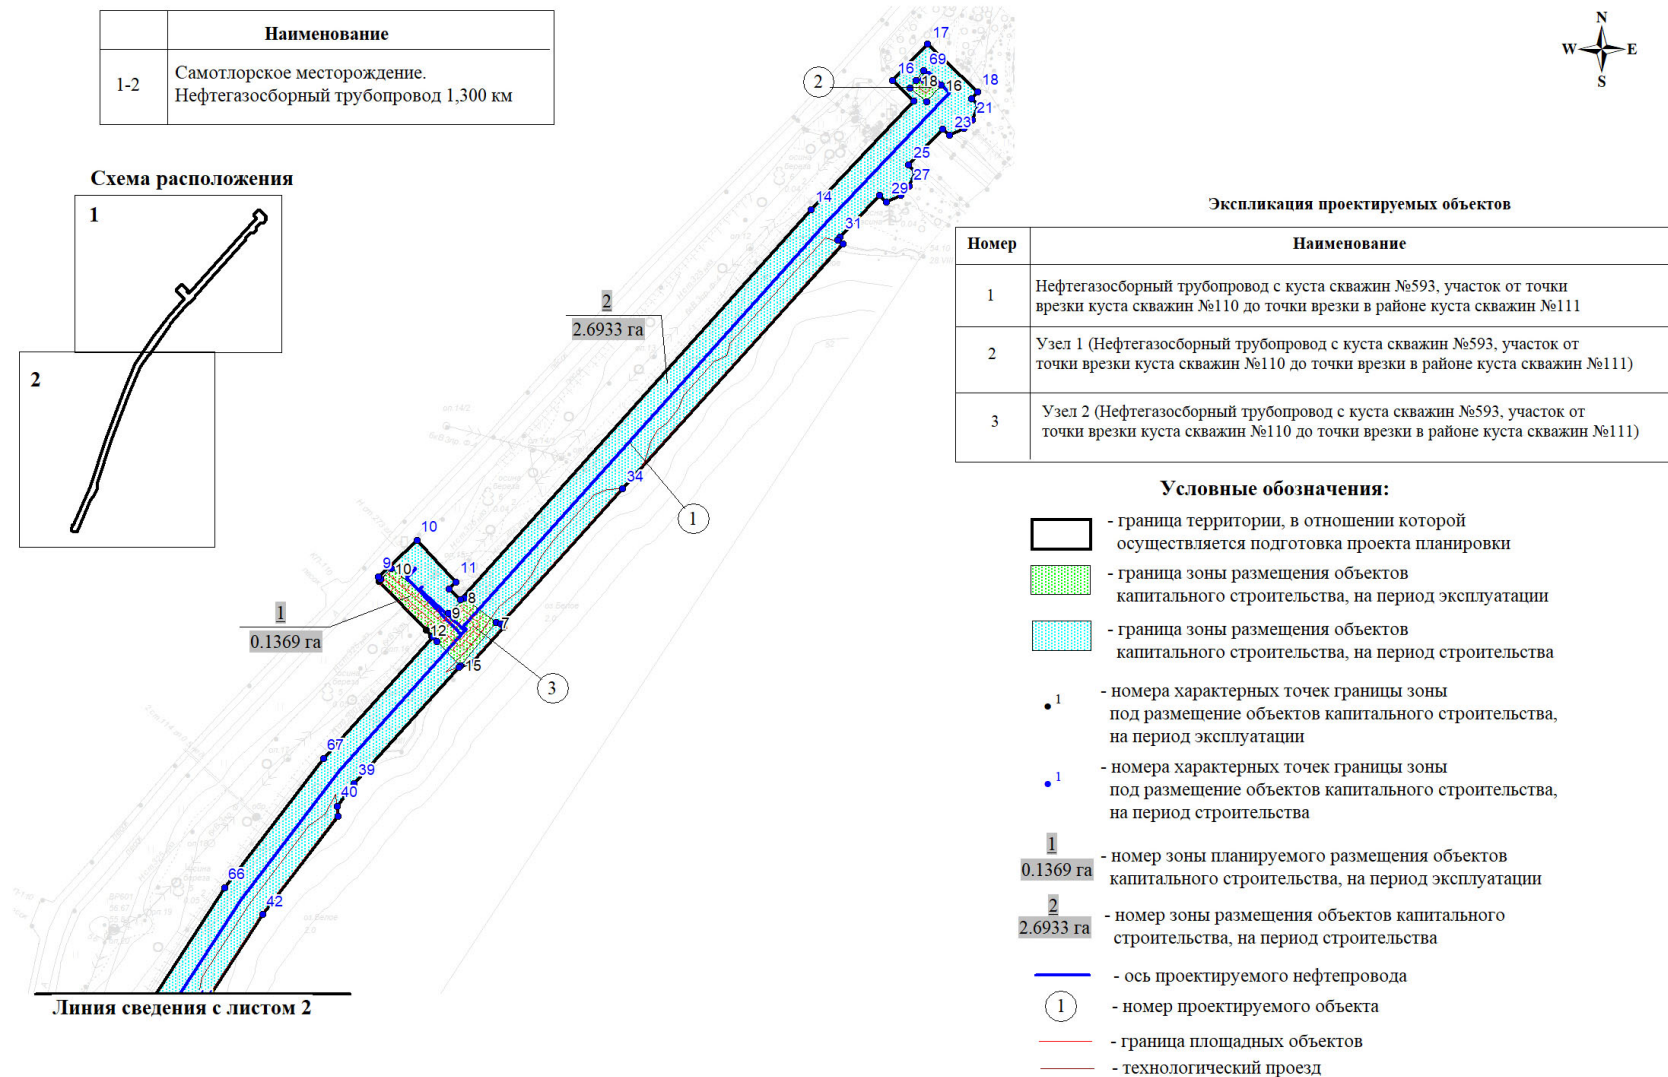 Наименование
1-2
Самотлорское месторождение.
Нефтегазосборный трубопровод 1,300 км
N
W
E
S
Схема расположения
1
2
17
69
16
18
16
18
21
23
25
27
29
31
14
2
2
2.6933 га
34
1
10
9
10
11
8
9
7
12
15
1
0.1369 га
3
67
39
40
66
42
Линия сведения с листом 2
Экспликация проектируемых объектов
Номер
Наименование
1
Нефтегазосборный трубопровод с куста скважин №593, участок от точки
врезки куста скважин №110 до точки врезки в районе куста скважин №111
2
Узел 1 (Нефтегазосборный трубопровод с куста скважин №593, участок от
точки врезки куста скважин №110 до точки врезки в районе куста скважин №111)
3
Узел 2 (Нефтегазосборный трубопровод с куста скважин №593, участок от
точки врезки куста скважин №110 до точки врезки в районе куста скважин №111)
Условные обозначения:
- граница территории, в отношении которой
осуществляется подготовка проекта планировки
- граница зоны размещения объектов
капитального строительства, на период эксплуатации
- граница зоны размещения объектов
капитального строительства, на период строительства
1
- номера характерных точек границы зоны
под размещение объектов капитального строительства,
на период эксплуатации
1
- номера характерных точек границы зоны
под размещение объектов капитального строительства,
на период строительства
1
0.1369 га
- номер зоны планируемого размещения объектов
капитального строительства, на период эксплуатации
2
2.6933 га
- номер зоны размещения объектов капитального
строительства, на период строительства
- ось проектируемого нефтепровода
1
- номер проектируемого объекта
- граница площадных объектов
- технологический проезд